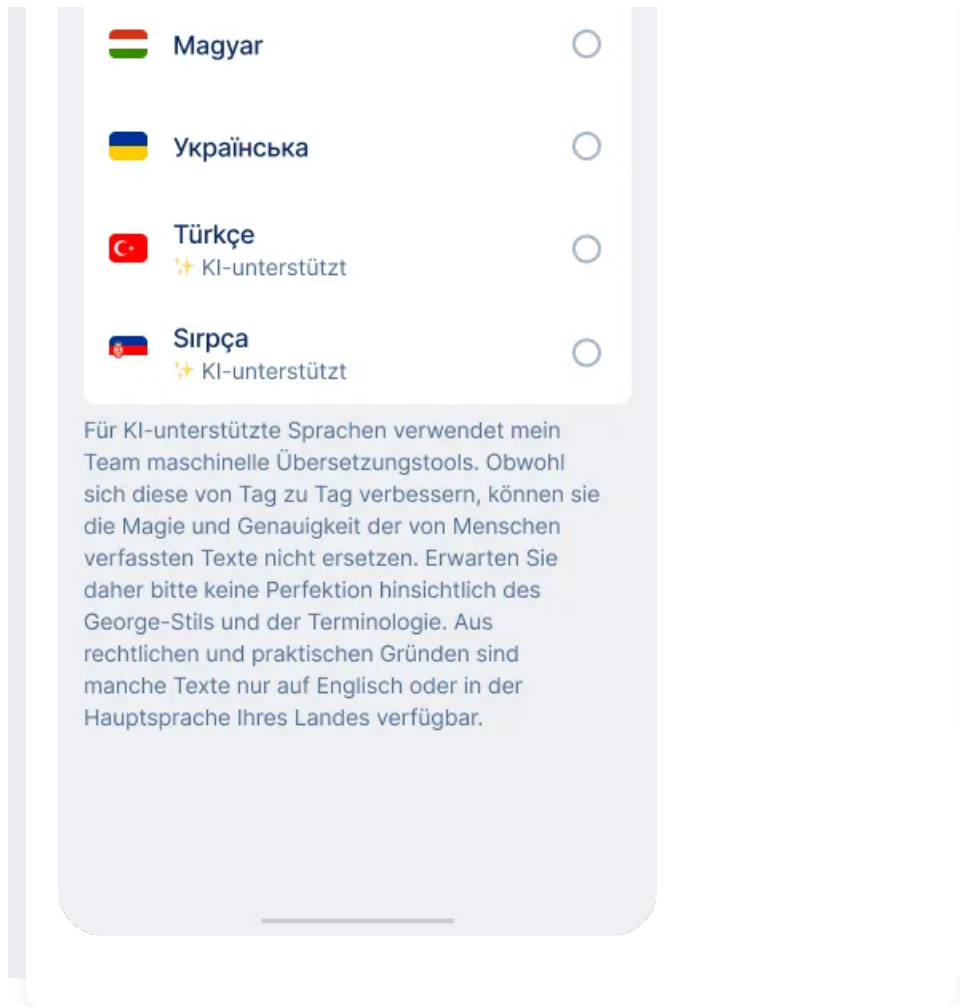 Magyar
Українська
Türkçe
✨ KI-unterstützt
Sırpça
✨ KI-unterstützt
Für KI-unterstützte Sprachen verwendet mein
Team maschinelle Übersetzungstools. Obwohl
sich diese von Tag zu Tag verbessern, können sie
die Magie und Genauigkeit der von Menschen
verfassten Texte nicht ersetzen. Erwarten Sie
daher bitte keine Perfektion hinsichtlich des
George-Stils und der Terminologie. Aus
rechtlichen und praktischen Gründen sind
manche Texte nur auf Englisch oder in der
Hauptsprache Ihres Landes verfügbar.